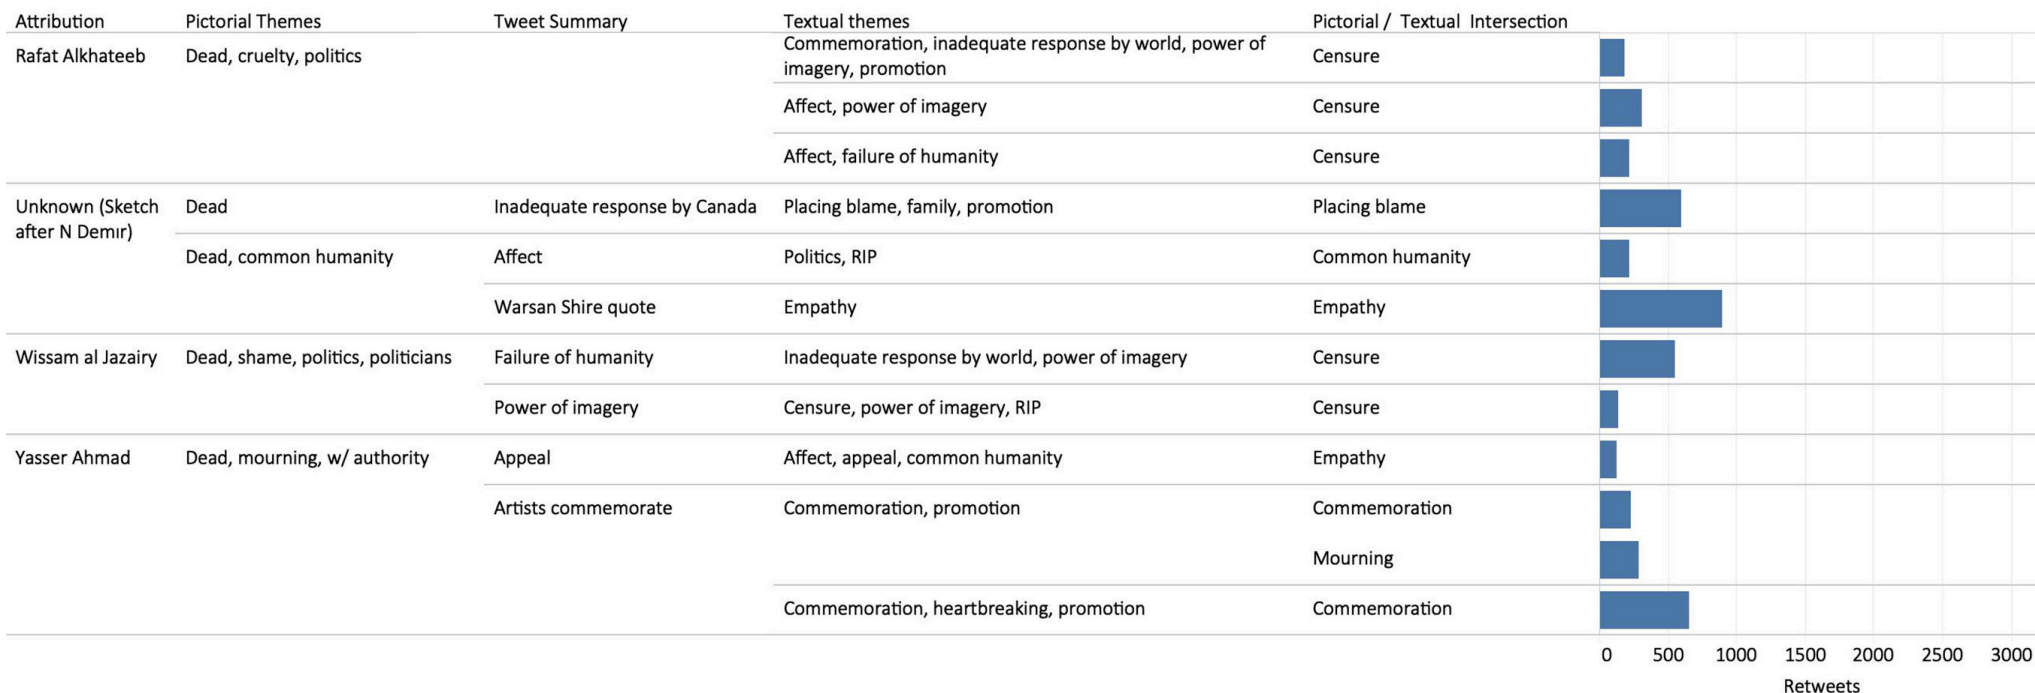 Attribution Pictorial Themes Tweet Summary Textual themes Pictorial / Textual Intersection
Rafat Alkhateeb Dead, cruelty, politics Commemoration, inadequate response by world, power of
imagery, promotion Censure
Affect, power of imagery Censure
Affect, failure of humanity Censure
Unknown (Sketch
after N Demır) Dead Inadequate response by Canada Placing blame, family, promotion Placing blame
Dead, common humanity Affect Politics, RIP Common humanity
Warsan Shire quote Empathy Empathy
Wissam al Jazairy Dead, shame, politics, politicians Failure of humanity Inadequate response by world, power of imagery Censure
Power of imagery Censure, power of imagery, RIP Censure
Yasser Ahmad Dead, mourning, w/ authority Appeal Affect, appeal, common humanity Empathy
Artists commemorate Commemoration, promotion Commemoration
Mourning
Commemoration, heartbreaking, promotion Commemoration
0 500 1000 1500 2000 2500 3000
Retweets